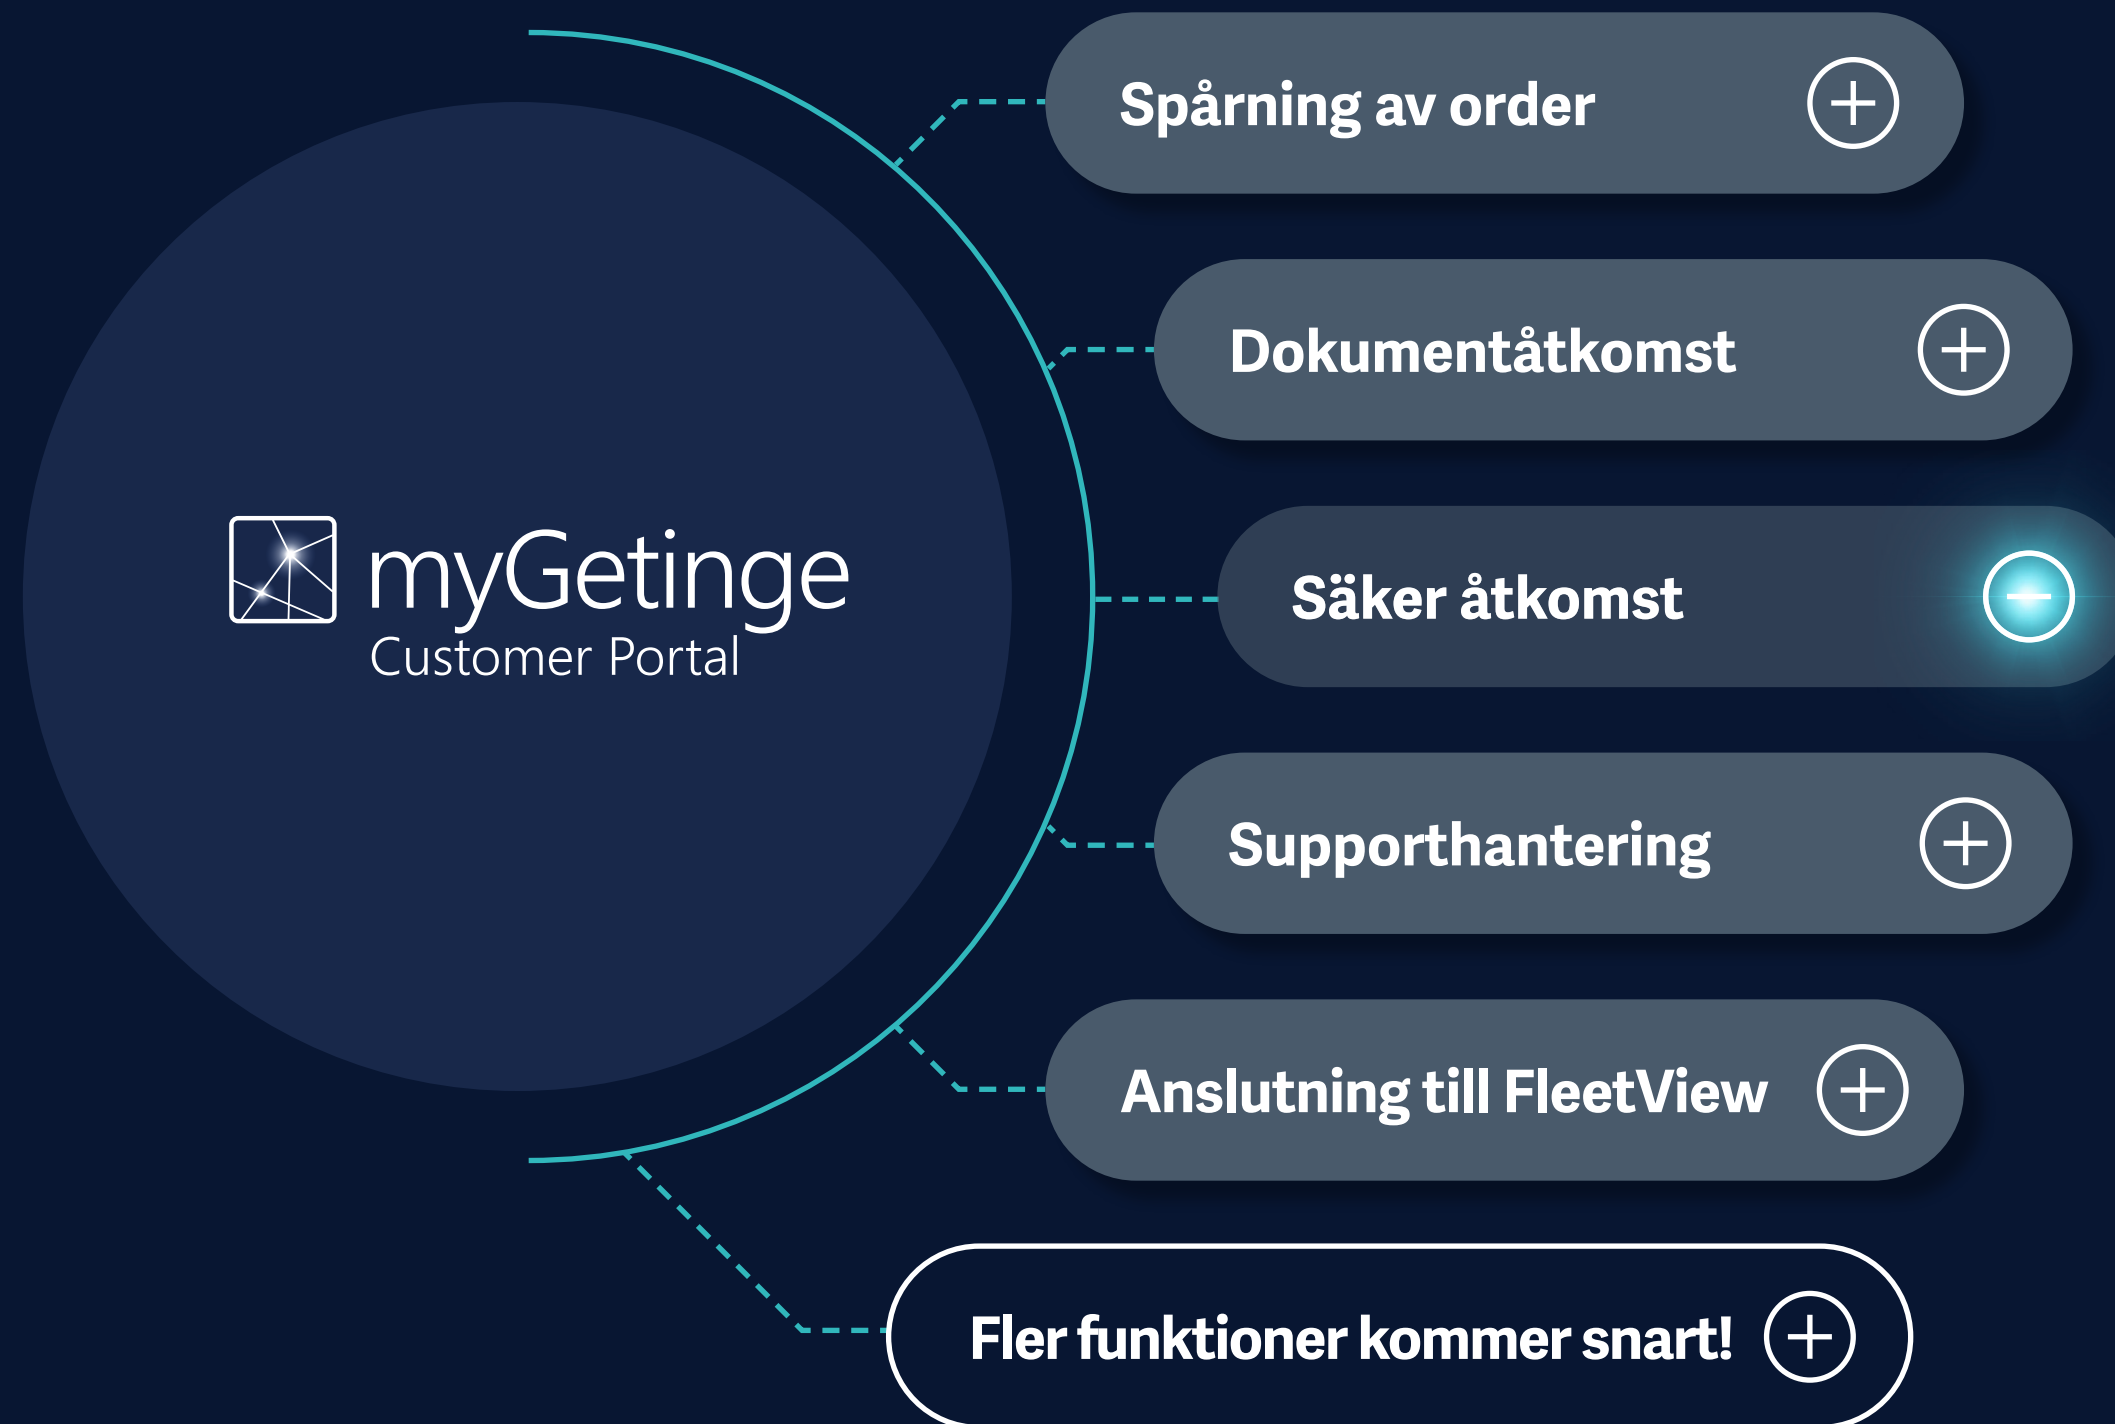 Spårning av order
Dokumentåtkomst
myGetinge
Customer Portal
Säker åtkomst
Supporthantering
Anslutning till FleetView
Fler funktioner kommer snart!